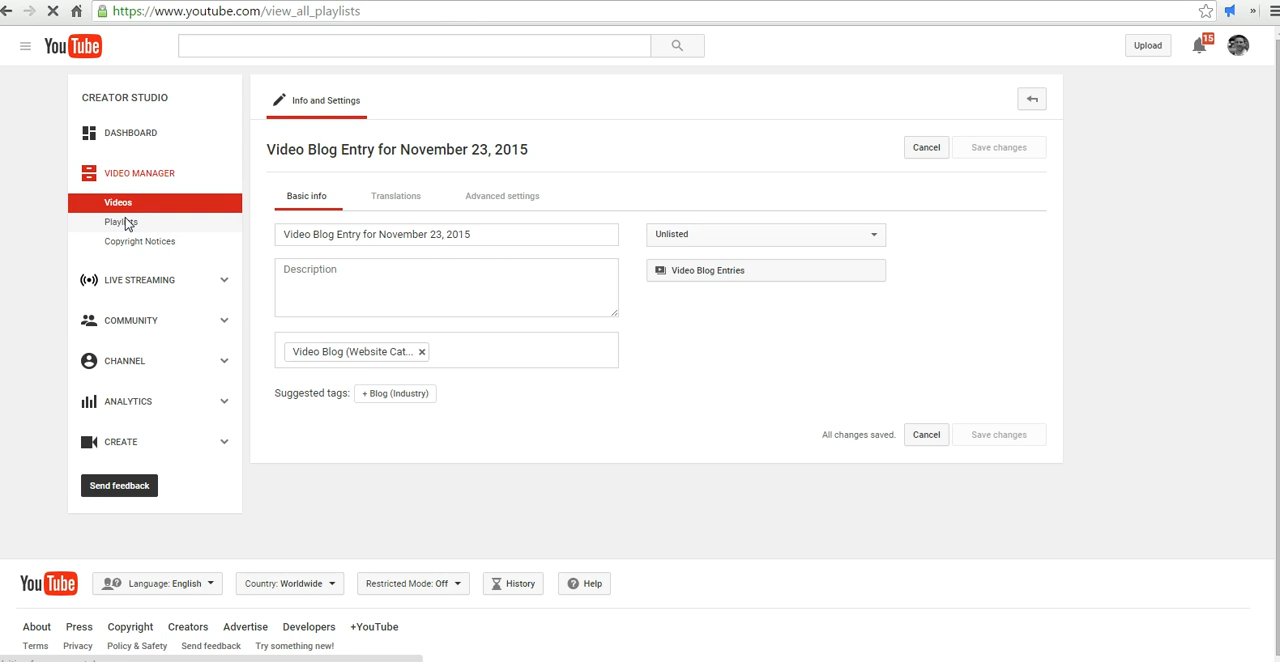 https://www.youtube.com/view_all_playlists
YouTube
Upload
15
CREATOR STUDIO
DASHBOARD
VIDEO MANAGER
Videos
Playlists
Copyright Notices
LIVE STREAMING
COMMUNITY
CHANNEL
ANALYTICS
CREATE
Send feedback
Info and Settings
Video Blog Entry for November 23, 2015
Cancel
Save changes
Basic info
Translations
Advanced settings
Video Blog Entry for November 23, 2015
Unlisted
Description
Video Blog Entries
Video Blog (Website Cat... ×
Suggested tags: + Blog (Industry)
All changes saved. Cancel Save changes
YouTube Language: English Country: Worldwide Restricted Mode: Off History Help
About Press Copyright Creators Advertise Developers +YouTube
Terms Privacy Policy & Safety Send feedback Try something new!